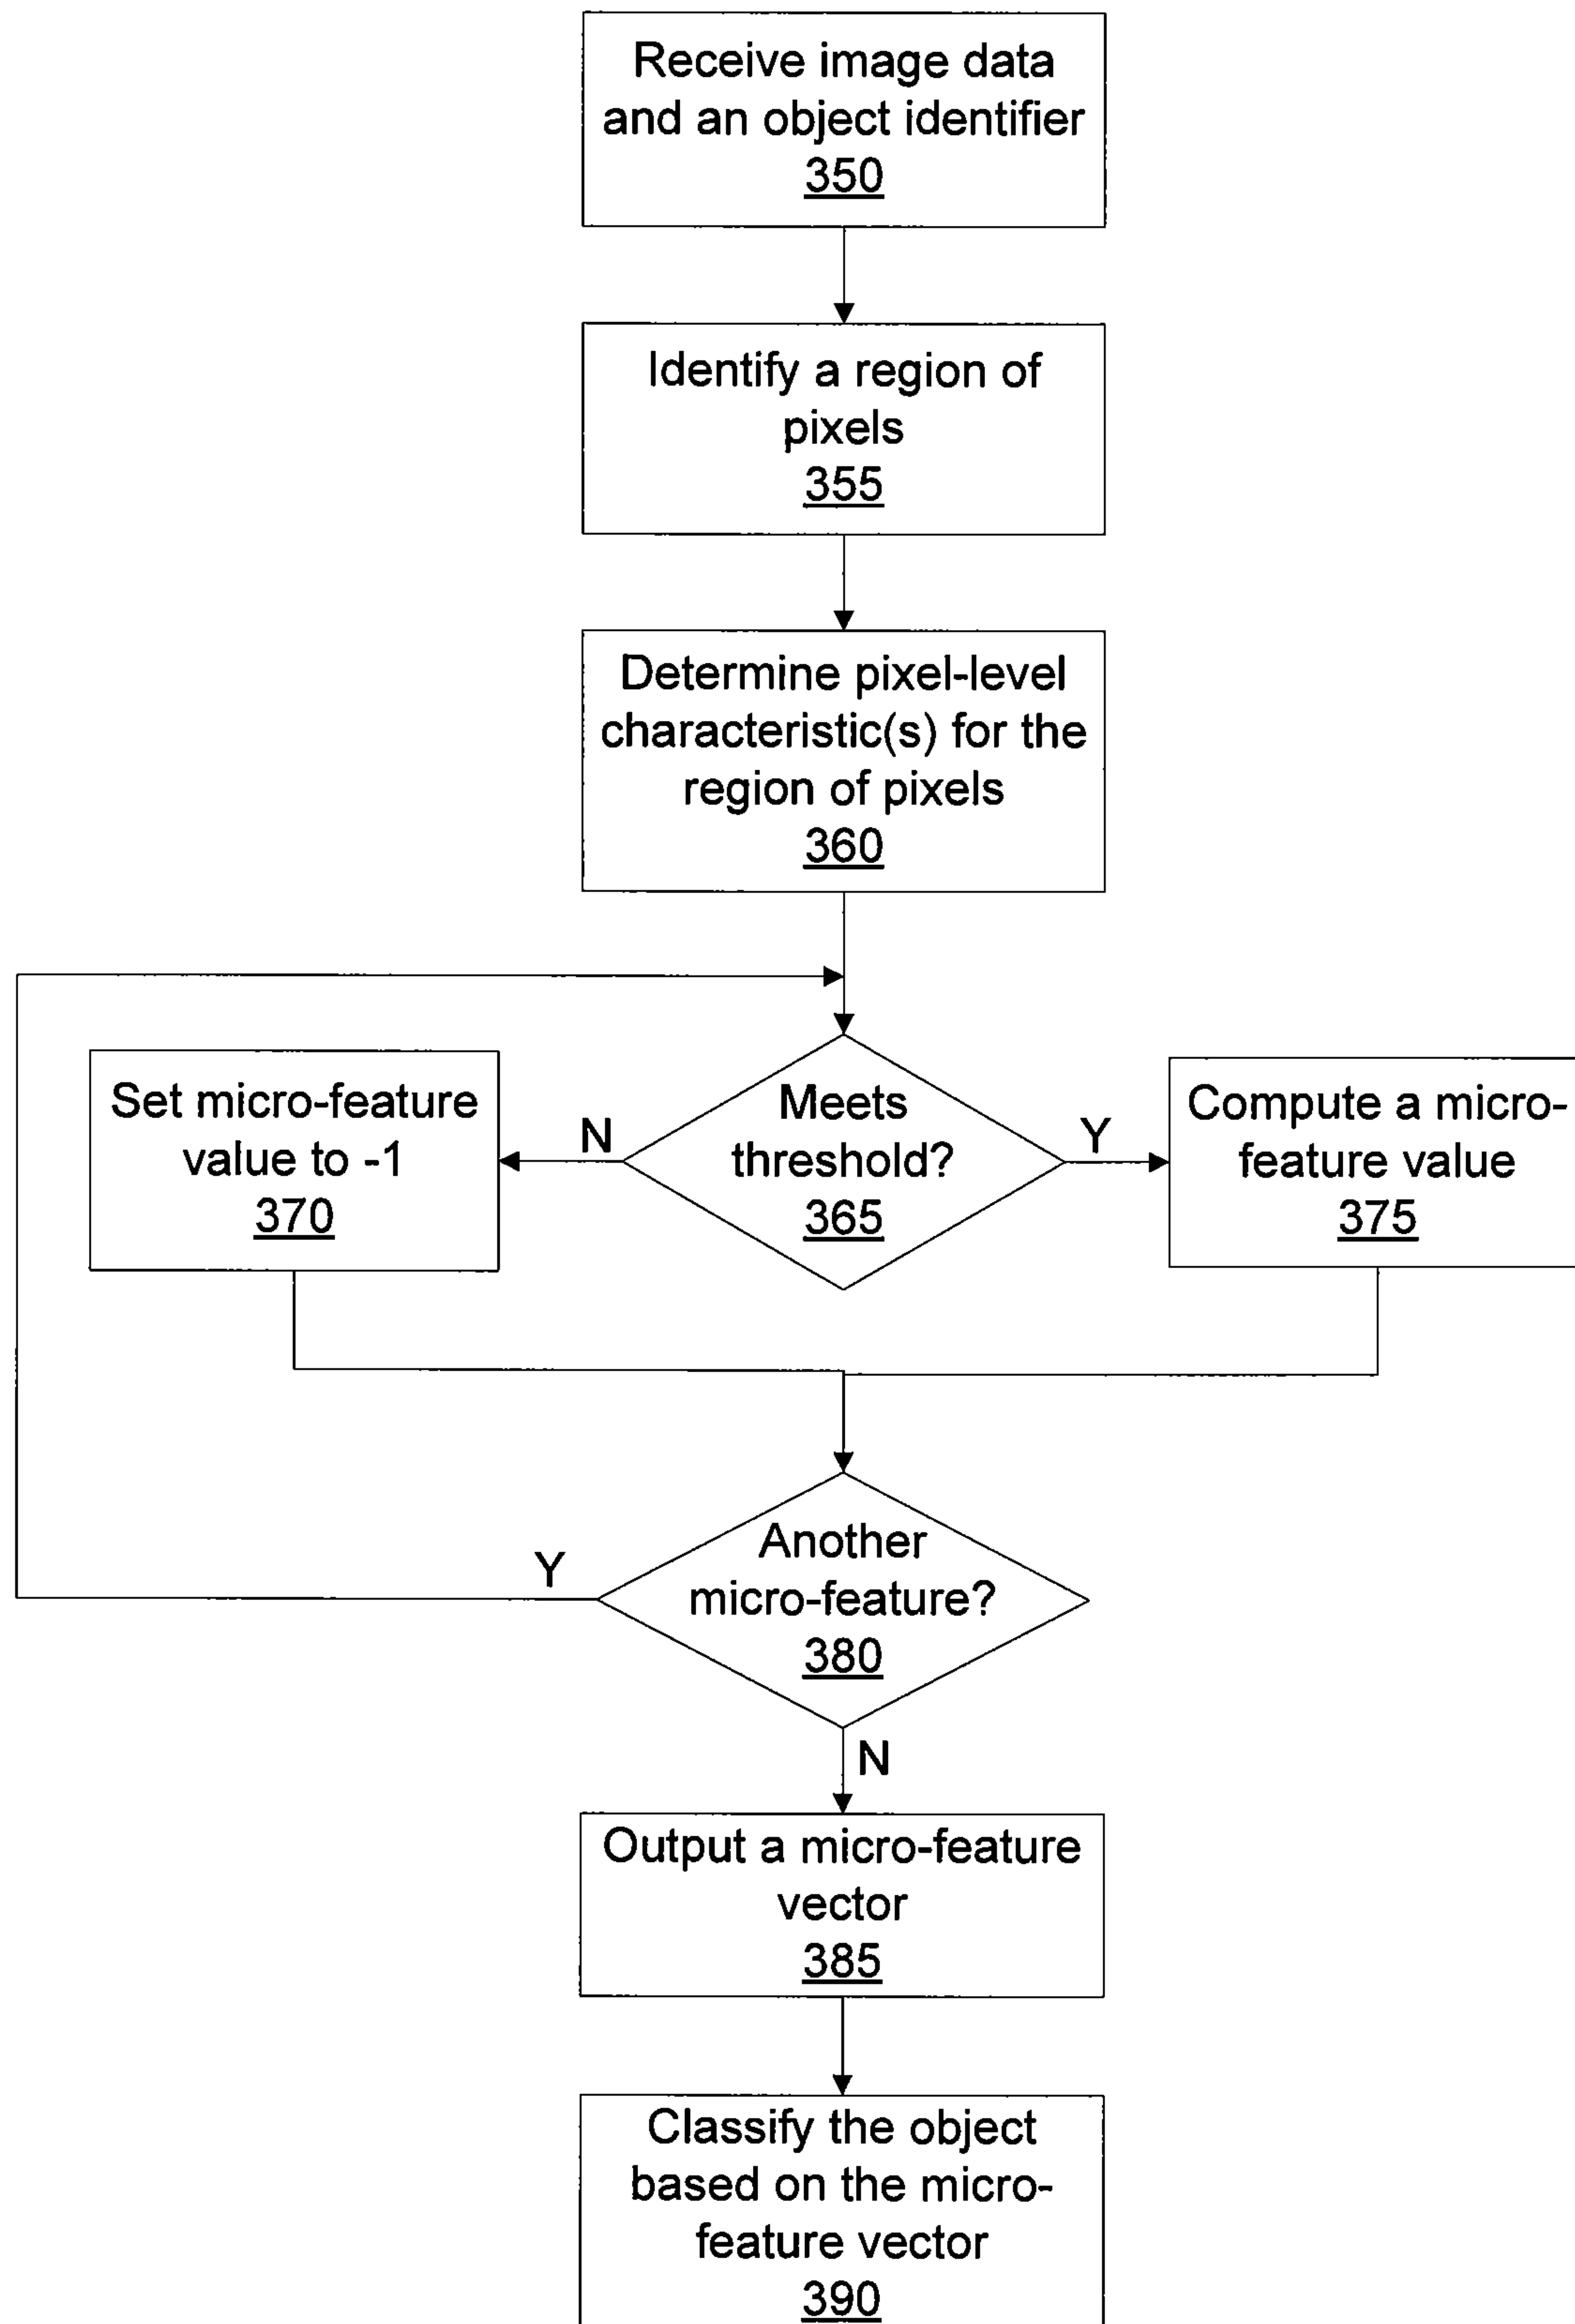 Receive image data
and an object identifier
350
Identify a region of
pixels
355
Determine pixel-level
characteristic(s) for the
region of pixels
360
Set micro-feature
value to -1
370
N
Meets
threshold?
365
Y
Compute a micro-
feature value
375
Y
Another
micro-feature?
380
N
Output a micro-feature
vector
385
Classify the object
based on the micro-
feature vector
390